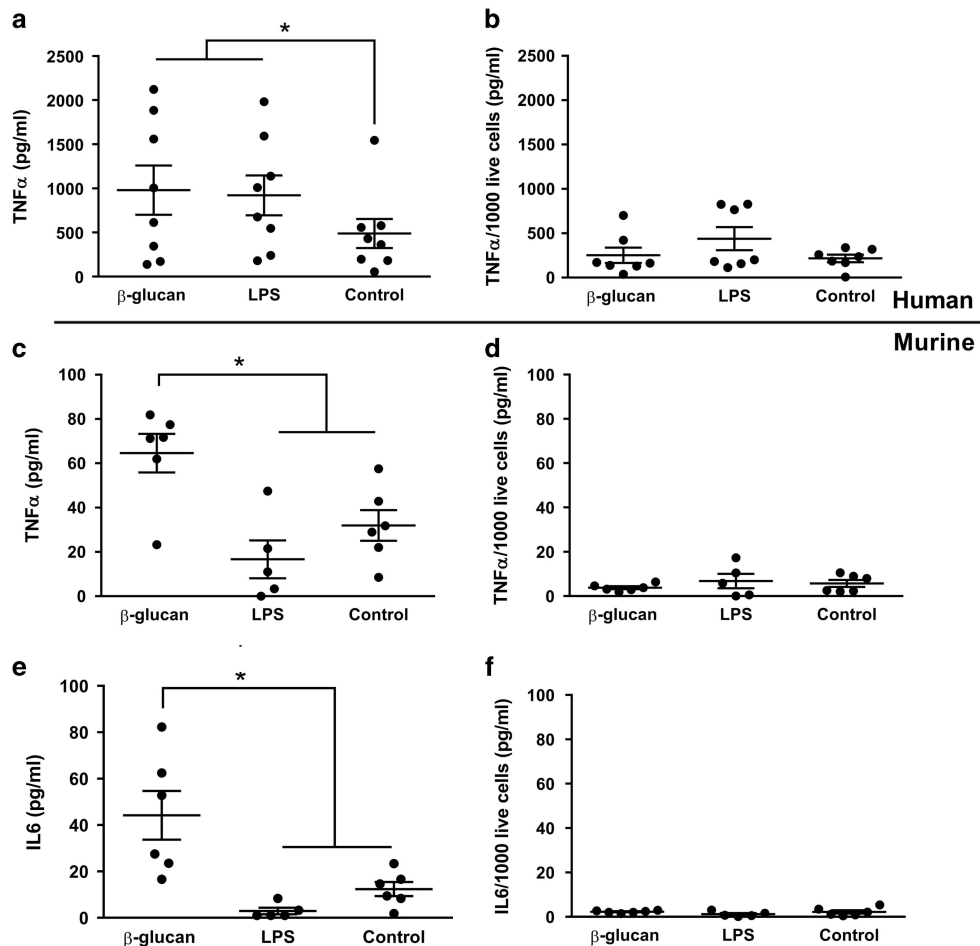 a
*
TNFα (pg/ml)
2500
2000
1500
1000
500
0
β-glucan LPS Control
b
TNFα/1000 live cells (pg/ml)
2500
2000
1500
1000
500
0
β-glucan LPS Control
Human
Murine
c
*
TNFα (pg/ml)
100
80
60
40
20
0
β-glucan LPS Control
d
TNFα/1000 live cells (pg/ml)
100
80
60
40
20
0
β-glucan LPS Control
e
*
IL6 (pg/ml)
100
80
60
40
20
0
β-glucan LPS Control
f
IL6/1000 live cells (pg/ml)
100
80
60
40
20
0
β-glucan LPS Control